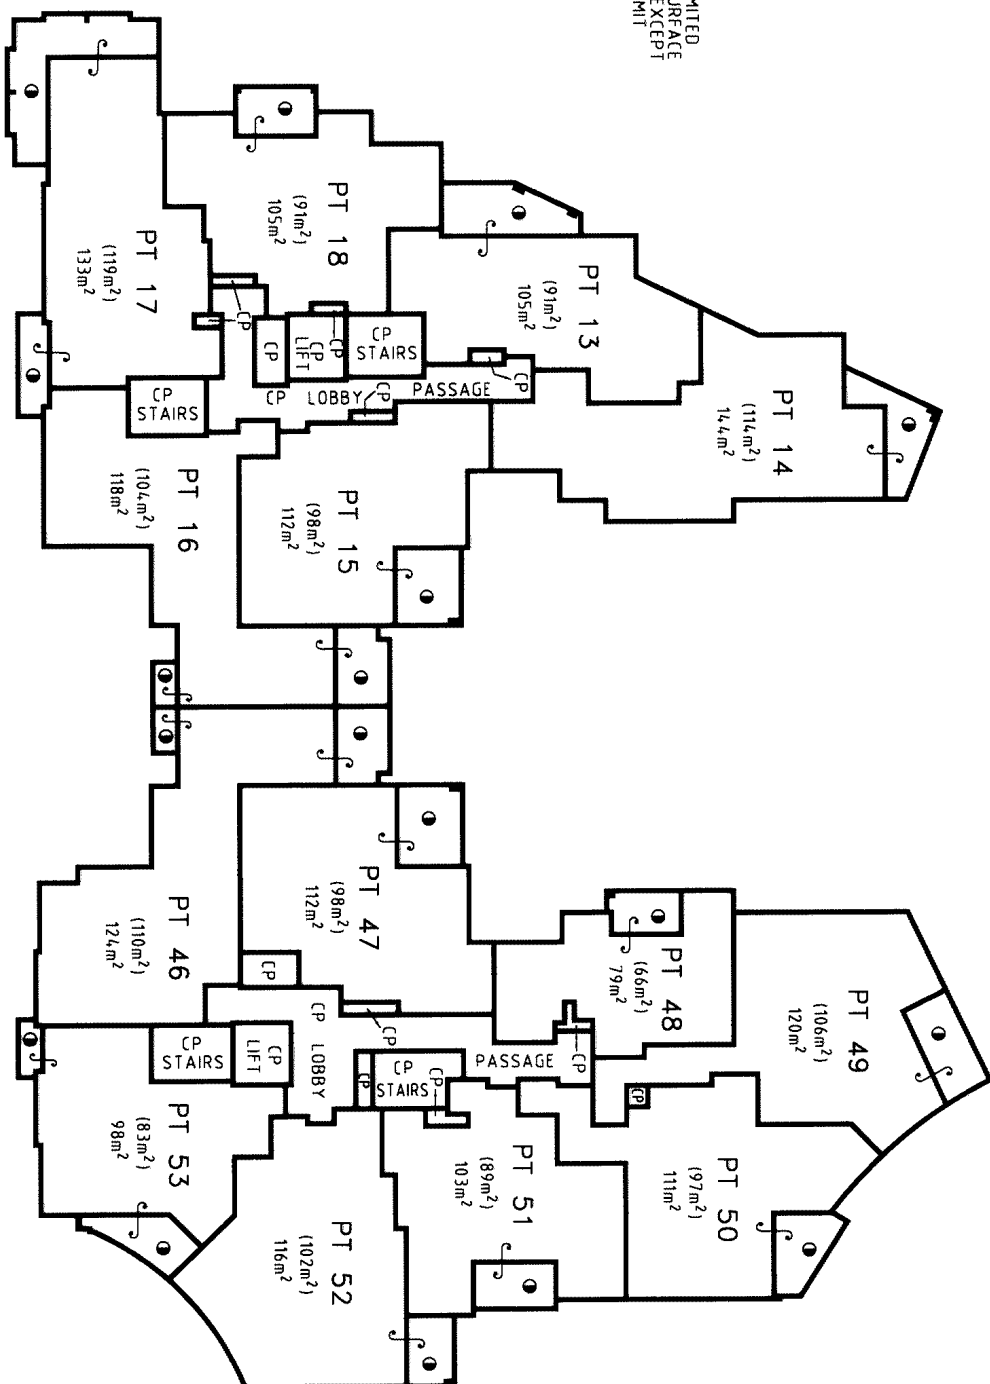 MITED
URFACE
EXCEPT
MIT
PT 17
(119m²)
133m²
PT 18
(91m²)
105m²
PT 13
(91m²)
105m²
PT 14
(114m²)
144m²
PT 16
(104m²)
118m²
PT 15
(98m²)
112m²
CP
CP
CP
LIFT
CP
CP
STAIRS
CP
PASSAGE
CP
LOBBY
CP
CP
STAIRS
PT 46
(110m²)
124m²
PT 47
(98m²)
112m²
PT 48
(66m²)
79m²
PT 49
(106m²)
120m²
CP
CP
CP
LOBBY
CP
STAIRS
CP
LIFT
CP
CP
STAIRS
CP
PASSAGE
CP
CP
PT 53
(83m²)
98m²
PT 52
(102m²)
116m²
PT 51
(89m²)
103m²
PT 50
(97m²)
111m²